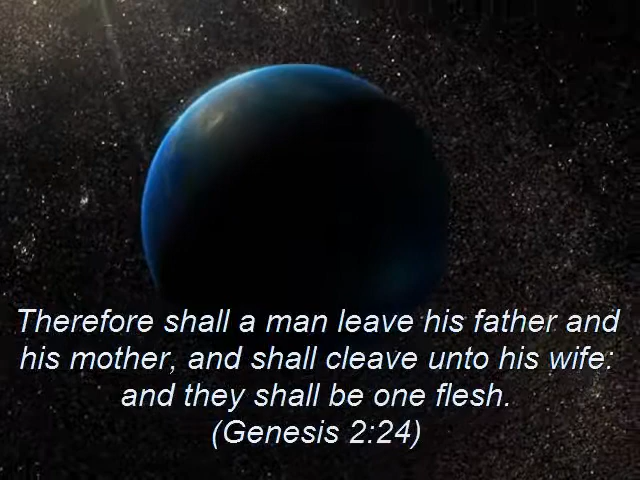 Therefore shall a man leave his father and
his mother, and shall cleave unto his wife:
and they shall be one flesh.
(Genesis 2:24)